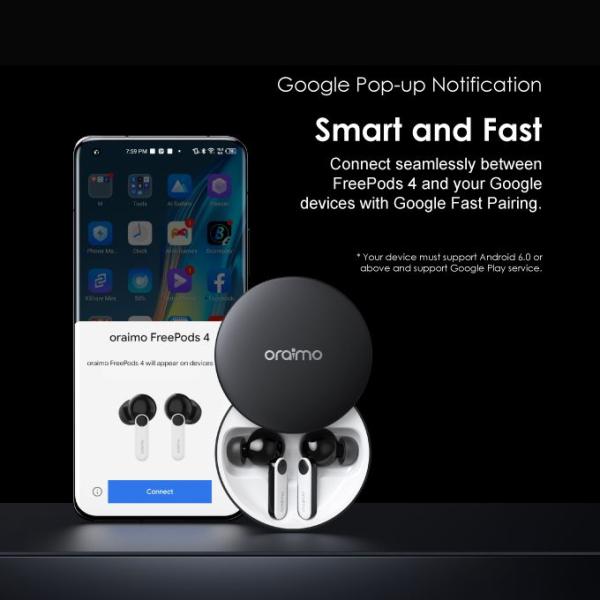 Google Pop-up Notification
Smart and Fast
Connect seamlessly between
FreePods 4 and your Google
devices with Google Fast Pairing.
* Your device must support Android 6.0 or
above and support Google Play service.
7:59 PM
M
Tools
Clock
Facebook
oraimo FreePods 4
oraimo FreePods 4 will appear on devices
Connect
oraimo